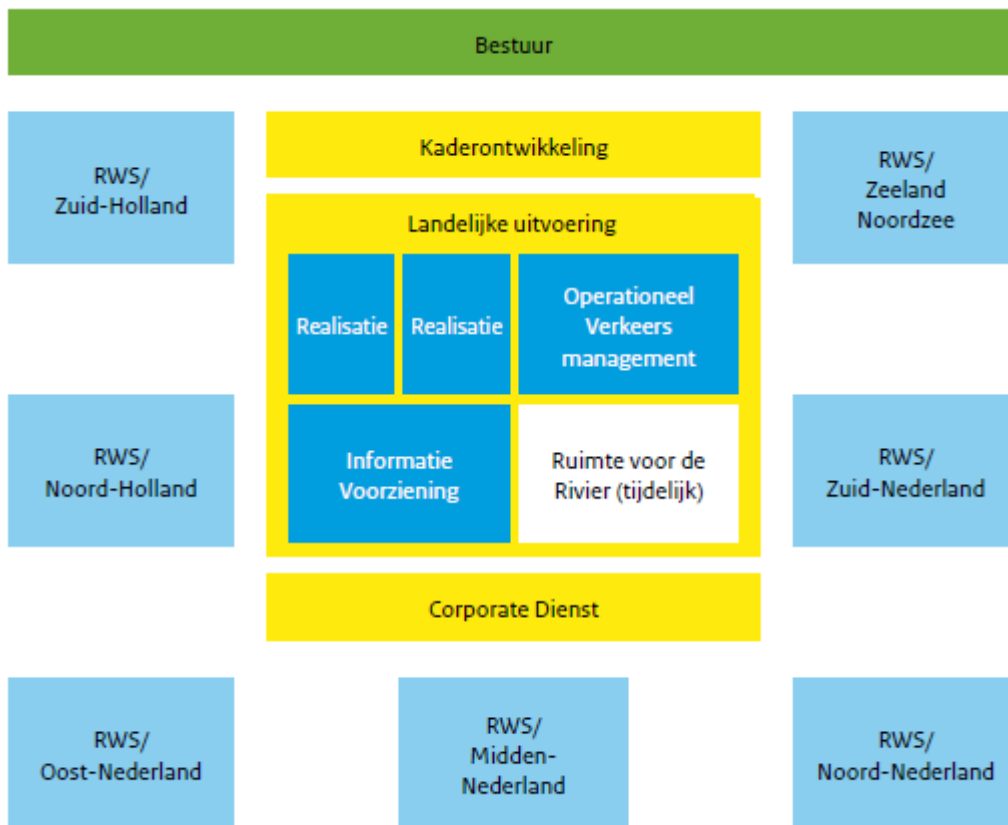 Bestuur
RWS/
Zuid-Holland
Kaderontwikkeling
RWS/
Zeeland
Noordzee
Landelijke uitvoering
Realisatie
Realisatie
Operationeel
Verkeers
management
RWS/
Noord-Holland
Informatie
Voorziening
Ruimte voor de
Rivier (tijdelijk)
RWS/
Zuid-Nederland
Corporate Dienst
RWS/
Oost-Nederland
RWS/
Midden-
Nederland
RWS/
Noord-Nederland